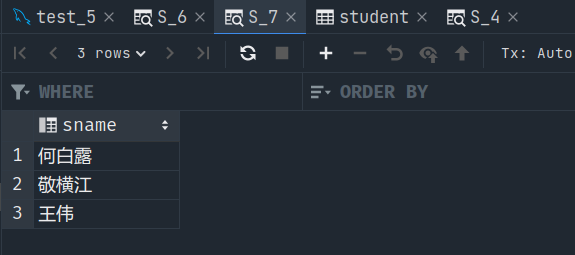 test_5 S_6 S_7 student S_4
3 rows Tx: Auto
WHERE ORDER BY
sname
1 何白露
2 敬横江
3 王伟